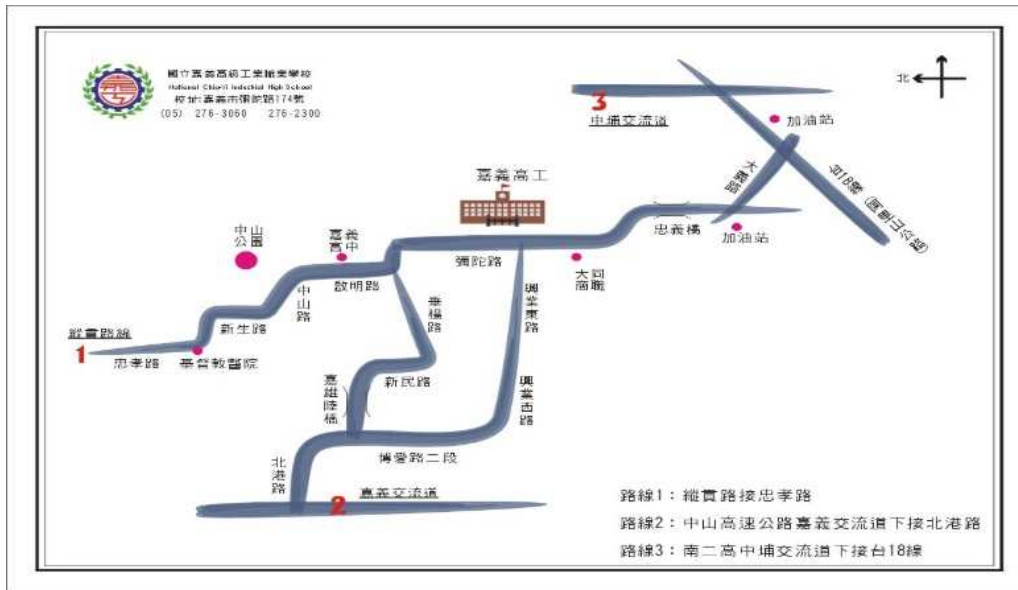 國立嘉義高級工業職業學校
National Chia-Yi Industrial High School
校址:嘉義市彌陀路174號
(05) 276-3060 276-2300
北
3
中埔交流道
加油站
大義路
嘉義高工
忠義橋
加油站
中山
公園
嘉義
高中
彌陀路
大同
商職
啟明路
中山路
垂楊路
興業東路
新生路
縱貫路線
1
忠孝路
基督教醫院
嘉雄陸橋
新民路
興業西路
北港路
博愛路二段
嘉義交流道
2
路線1：縱貫路接忠孝路
路線2：中山高速公路嘉義交流道下接北港路
路線3：南二高中埔交流道下接台18線